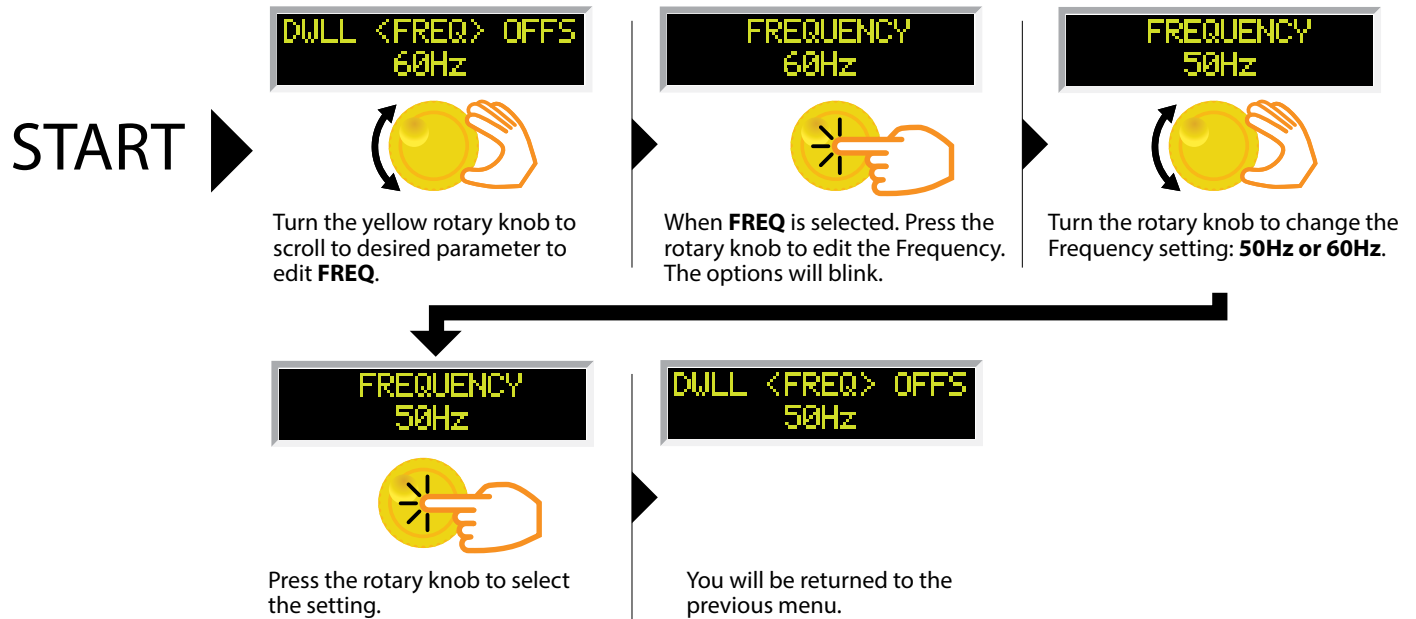 START
DWLL <FREQ> OFFS
60Hz
Turn the yellow rotary knob to
scroll to desired parameter to
edit FREQ.
FREQUENCY
60Hz
When FREQ is selected. Press the
rotary knob to edit the Frequency.
The options will blink.
FREQUENCY
50Hz
Turn the rotary knob to change the
Frequency setting: 50Hz or 60Hz.
FREQUENCY
50Hz
Press the rotary knob to select
the setting.
DWLL <FREQ> OFFS
50Hz
You will be returned to the
previous menu.